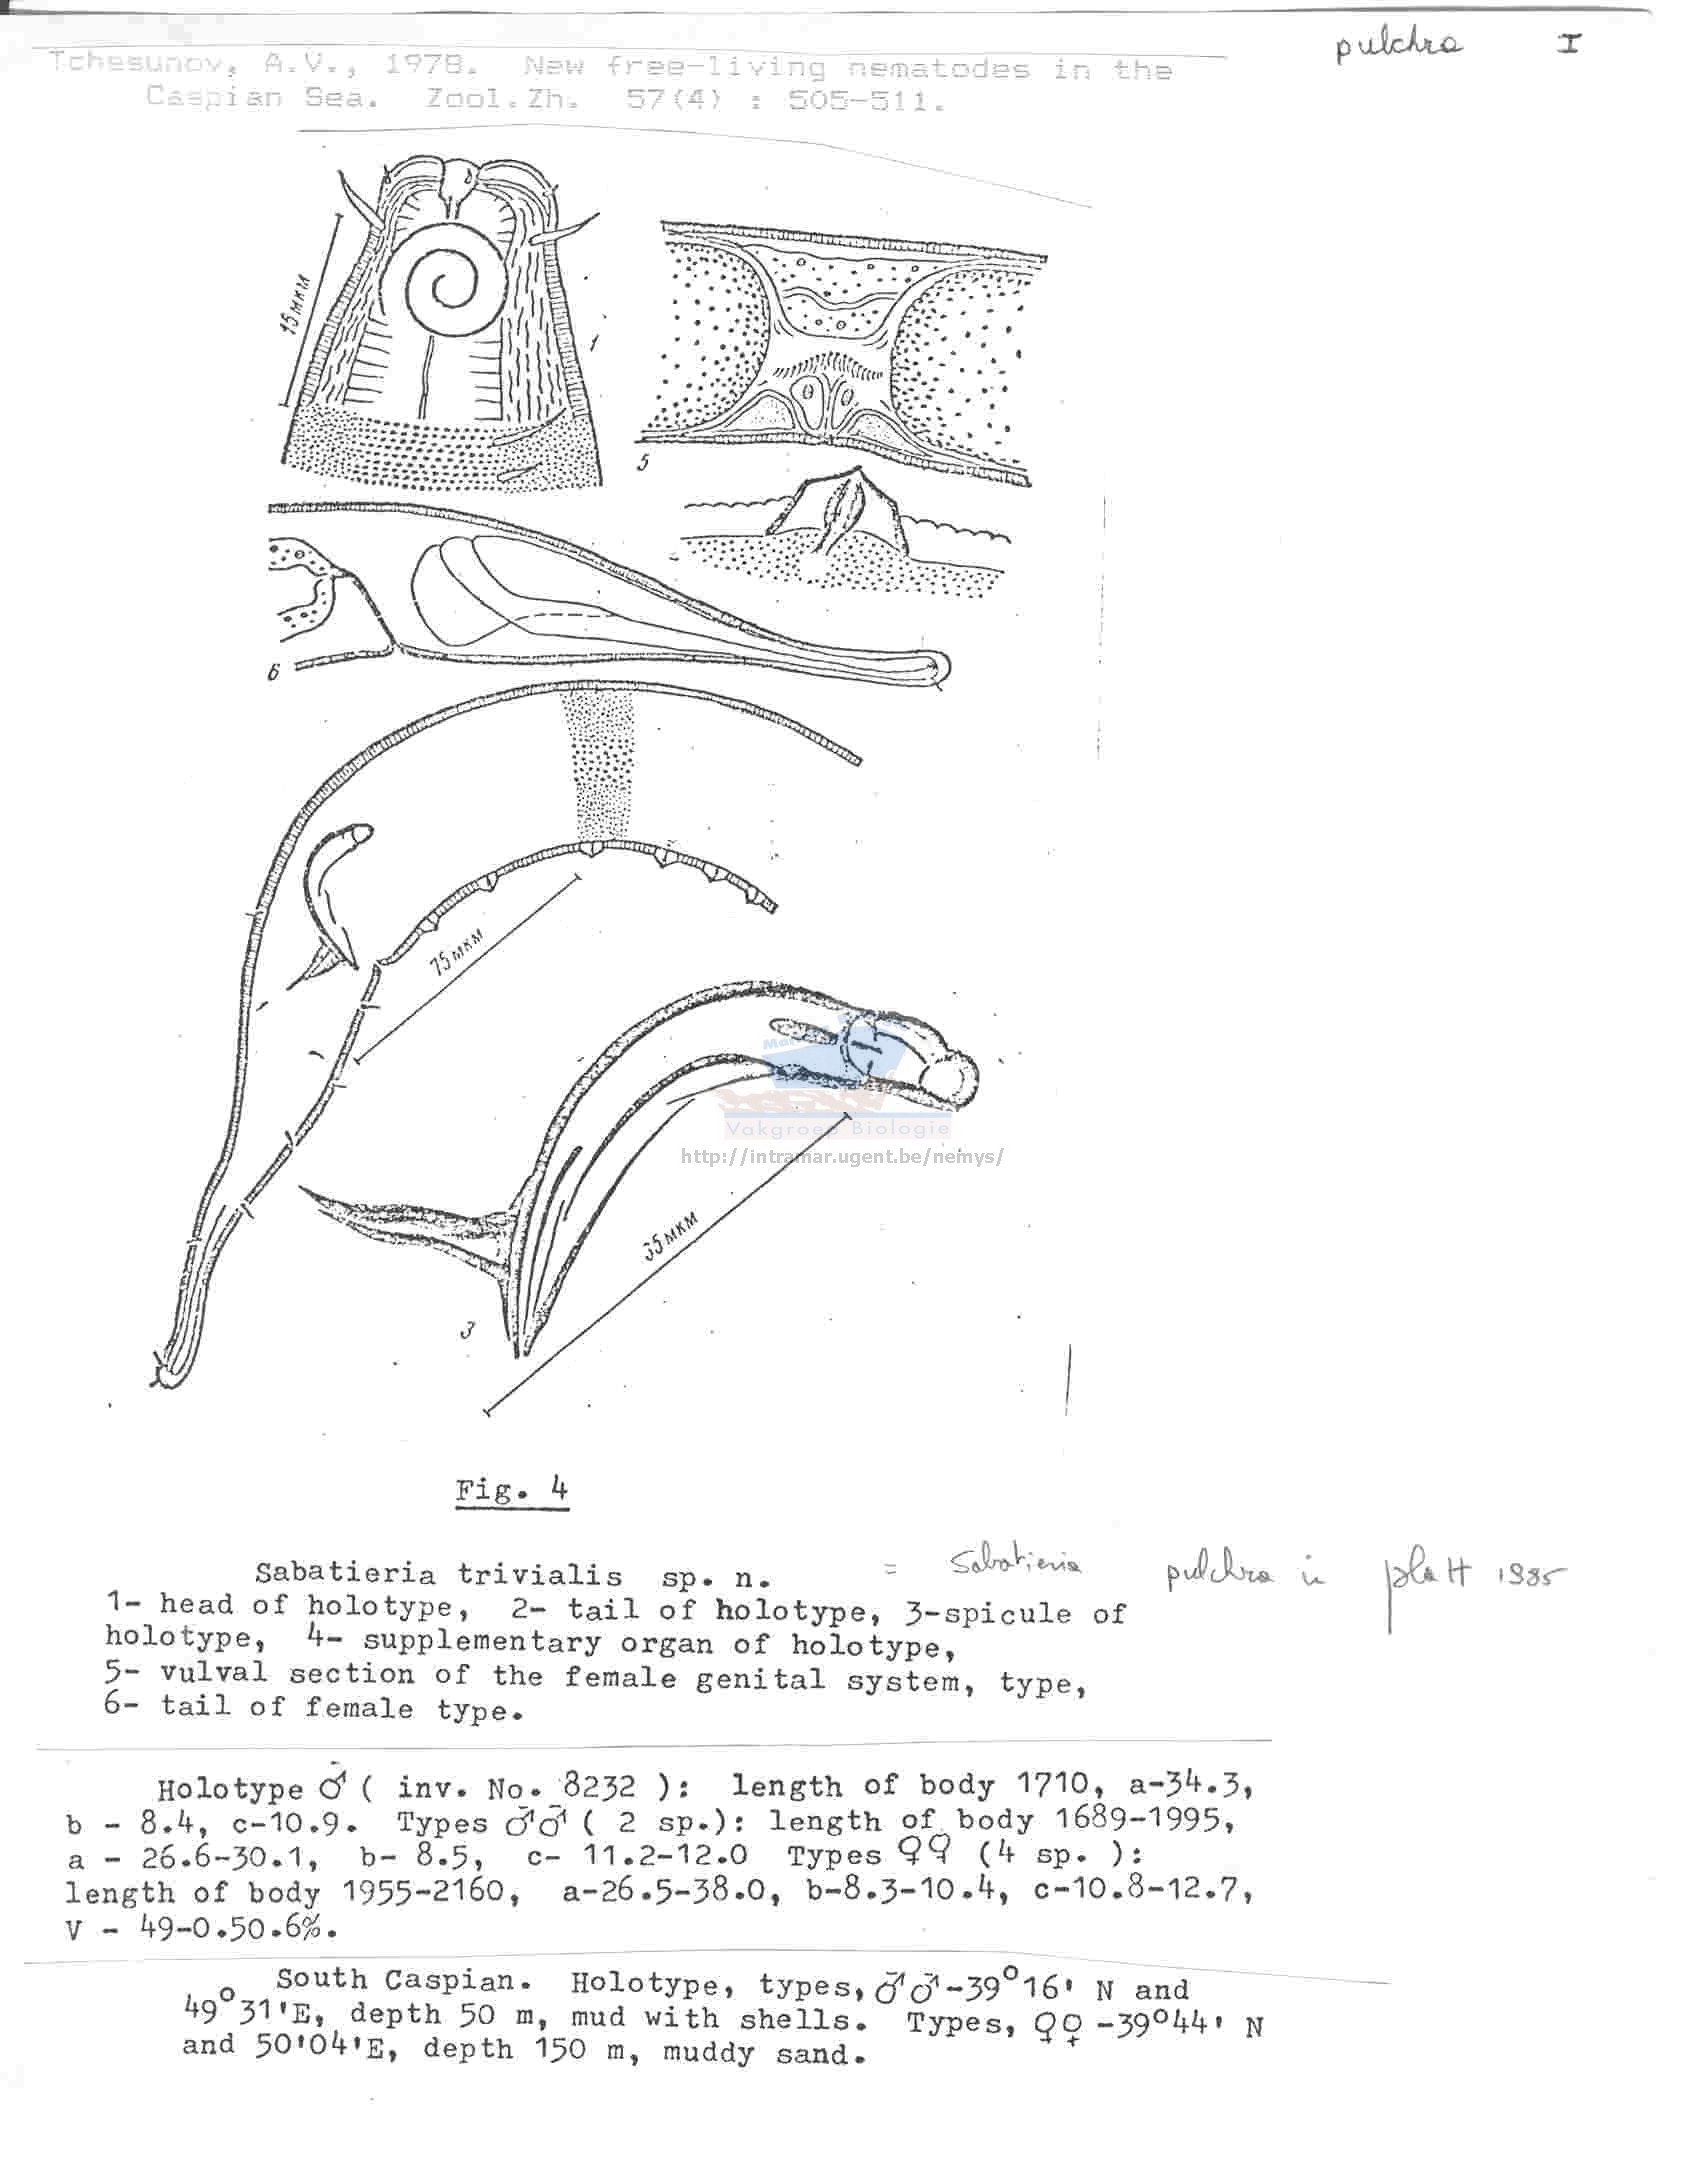 pulchra I
Tchesunov, A.V., 1978. New free-living nematodes in the
Caspian Sea. Zool.Zh. 57(4) : 505-511.
15 мкм
1
5
6
75 мкм
Vakgroep Biologie
http://intramar.ugent.be/nemys/
35 мкм
3
Fig. 4
Sabatieria trivialis sp. n. = Sabatieria pulchra in platt 1985
1- head of holotype, 2- tail of holotype, 3-spicule of
holotype, 4- supplementary organ of holotype,
5- vulval section of the female genital system, type,
6- tail of female type.
Holotype ♂ ( inv. No. 8232 ): length of body 1710, a-34.3,
b - 8.4, c-10.9. Types ♂♂ ( 2 sp.): length of body 1689-1995,
a - 26.6-30.1, b- 8.5, c- 11.2-12.0 Types ♀♀ (4 sp. ):
length of body 1955-2160, a-26.5-38.0, b-8.3-10.4, c-10.8-12.7,
V - 49-0.50.6%.
South Caspian. Holotype, types, ♂♂-39°16' N and
49°31'E, depth 50 m, mud with shells. Types, ♀♀ -39°44' N
and 50'04'E, depth 150 m, muddy sand.